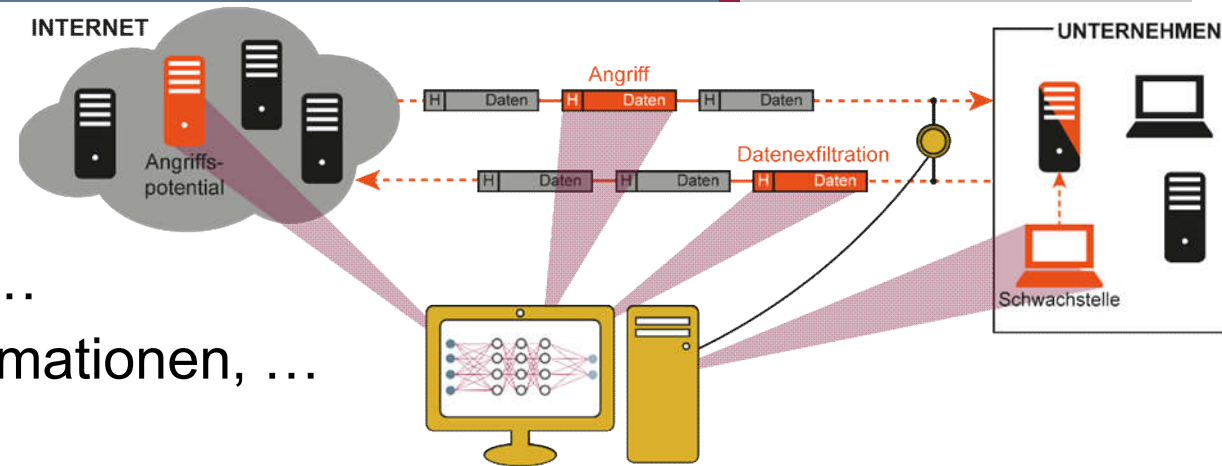 INTERNET
UNTERNEHMEN
Angriff
H Daten
H Daten
H Daten
Angriffs-
potential
Datenexfiltration
H Daten
H Daten
H Daten
Schwachstelle
…
mationen, …